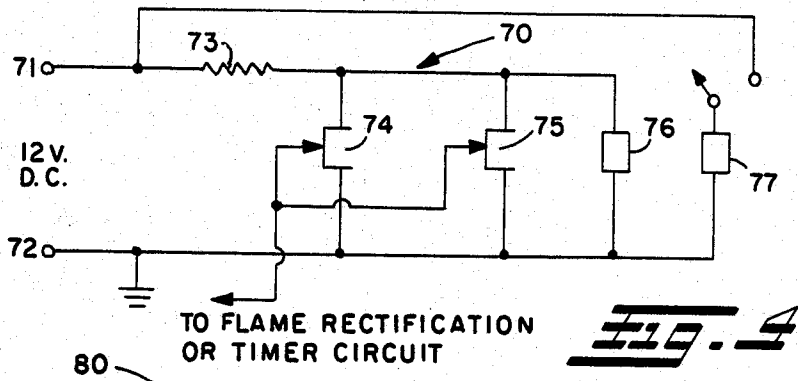 70
73
71
74
75
76
77
12 V.
D.C.
72
TO FLAME RECTIFICATION
OR TIMER CIRCUIT
80